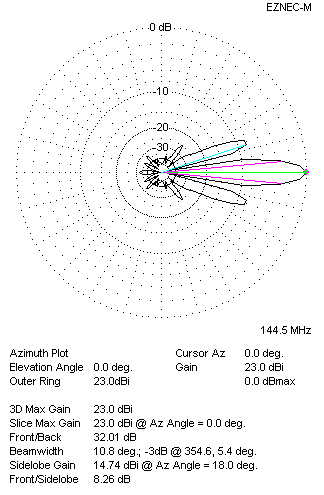 EZNEC-M
0 dB
-10
-20
-30
144.5 MHz
Azimuth Plot Cursor Az 0.0 deg.
Elevation Angle 0.0 deg. Gain 23.0 dBi
Outer Ring 23.0dBi 0.0 dBmax
3D Max Gain 23.0 dBi
Slice Max Gain 23.0 dBi @ Az Angle = 0.0 deg.
Front/Back 32.01 dB
Beamwidth 10.8 deg.; -3dB @ 354.6, 5.4 deg.
Sidelobe Gain 14.74 dBi @ Az Angle = 18.0 deg.
Front/Sidelobe 8.26 dB